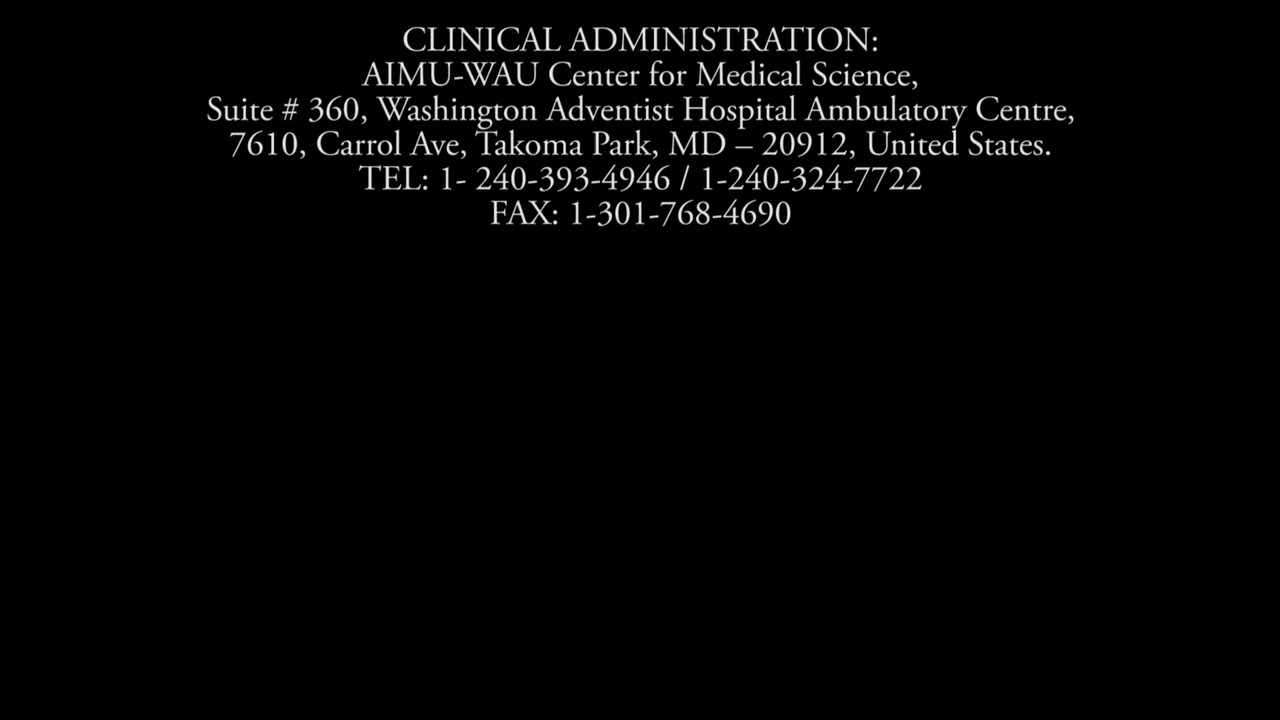 CLINICAL ADMINISTRATION:
AIMU-WAU Center for Medical Science,
Suite # 360, Washington Adventist Hospital Ambulatory Centre,
7610, Carrol Ave, Takoma Park, MD – 20912, United States.
TEL: 1- 240-393-4946 / 1-240-324-7722
FAX: 1-301-768-4690